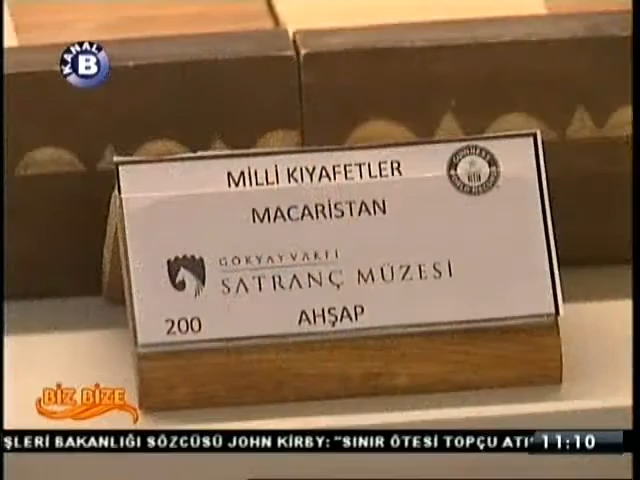 KANAL B
MİLLİ KIYAFETLER
MACARİSTAN
GÖKYAY VAKFI
SATRANÇ MÜZESİ
200
AHŞAP
BİZ BİZE
ŞLERİ BAKANLIĞI SÖZCÜSÜ JOHN KIRBY: "SINIR ÖTESİ TOPÇU ATI
11:10